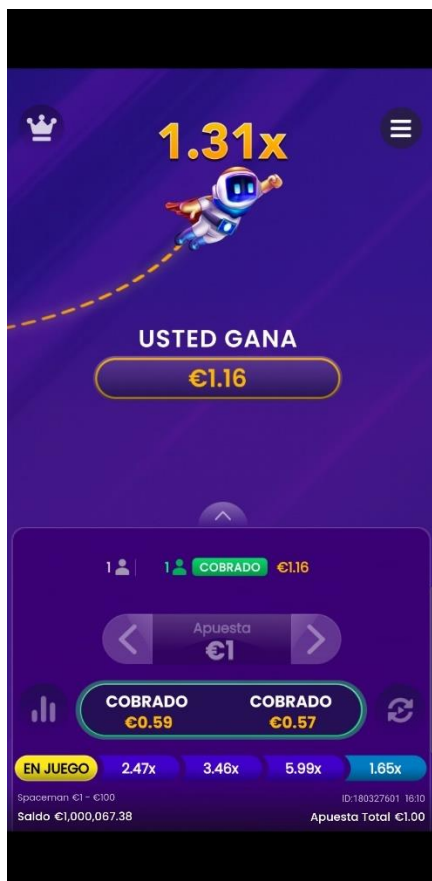 1.31x
USTED GANA
€1.16
1 1 COBRADO €1.16
Apuesta
€1
COBRADO COBRADO
€0.59 €0.57
EN JUEGO 2.47x 3.46x 5.99x 1.65x
Spaceman €1 - €100 ID:180327601 16:10
Saldo €1,000,067.38 Apuesta Total €1.00